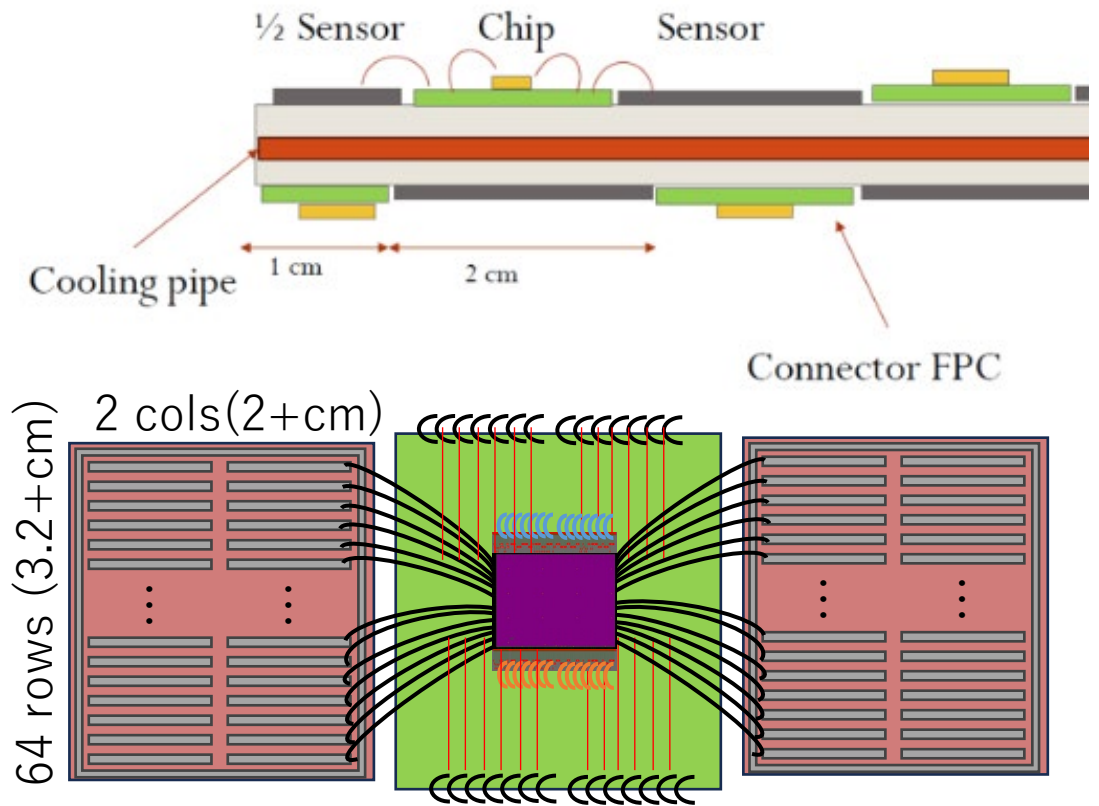 ½ Sensor Chip Sensor
1 cm 2 cm
Cooling pipe
Connector FPC
2 cols(2+cm)
64 rows (3.2+cm)